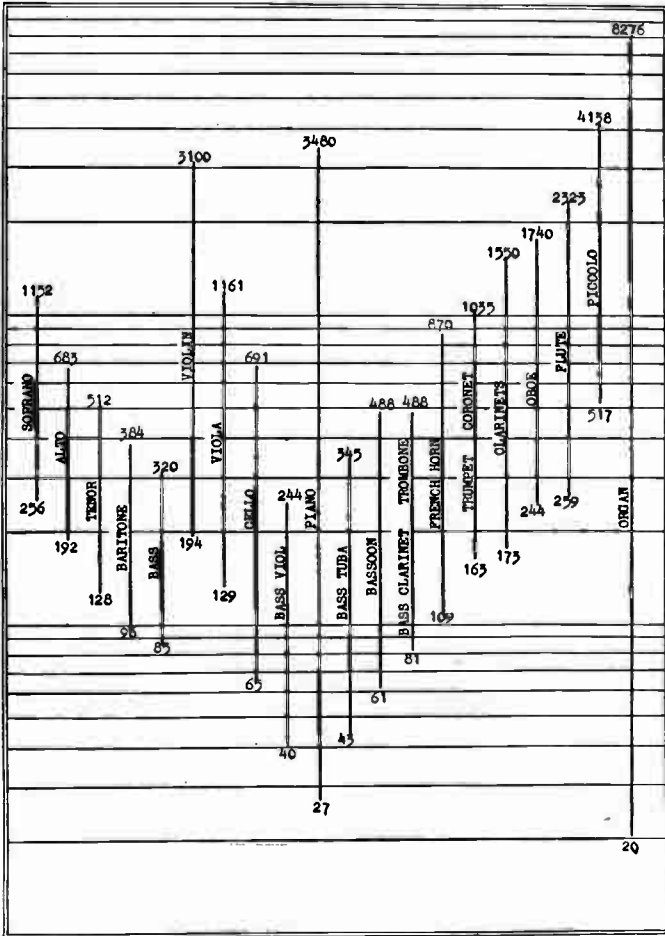 1152
SOPRANO
256
683
ALTO
192
512
TENOR
128
384
BARITONE
96
320
BASS
85
3100
VIOLIN
194
1161
VIOLA
129
691
CELLO
65
244
BASS VIOL
40
3480
PIANO
27
345
BASS TUBA
43
488
BASSOON
61
488
BASS CLARINET TROMBONE
81
870
FRENCH HORN
109
1035
TRUMPET CORONET
163
1550
CLARINETS
173
1740
OBOE
244
2323
FLUTE
259
4138
PICCOLO
517
8276
ORGAN
20